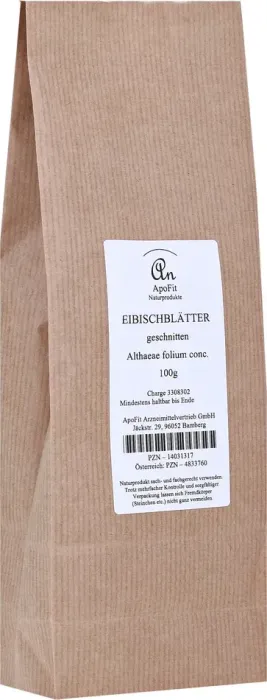 An
ApoFit
Naturprodukte
EIBISCHBLÄTTER
geschnitten
Althaeae folium conc.
100g
Charge 3308302
Mindestens haltbar bis Ende
ApoFit Arzneimittelvertrieb GmbH
Jäckstr. 29, 96052 Bamberg
PZN – 14031317
Österreich: PZN – 4833760
Naturprodukt sach- und fachgerecht verwenden
Trotz mehrfacher Kontrolle und sorgfältiger
Verpackung lassen sich Fremdkörper
(Steinchen etc.) nicht ganz vermeiden